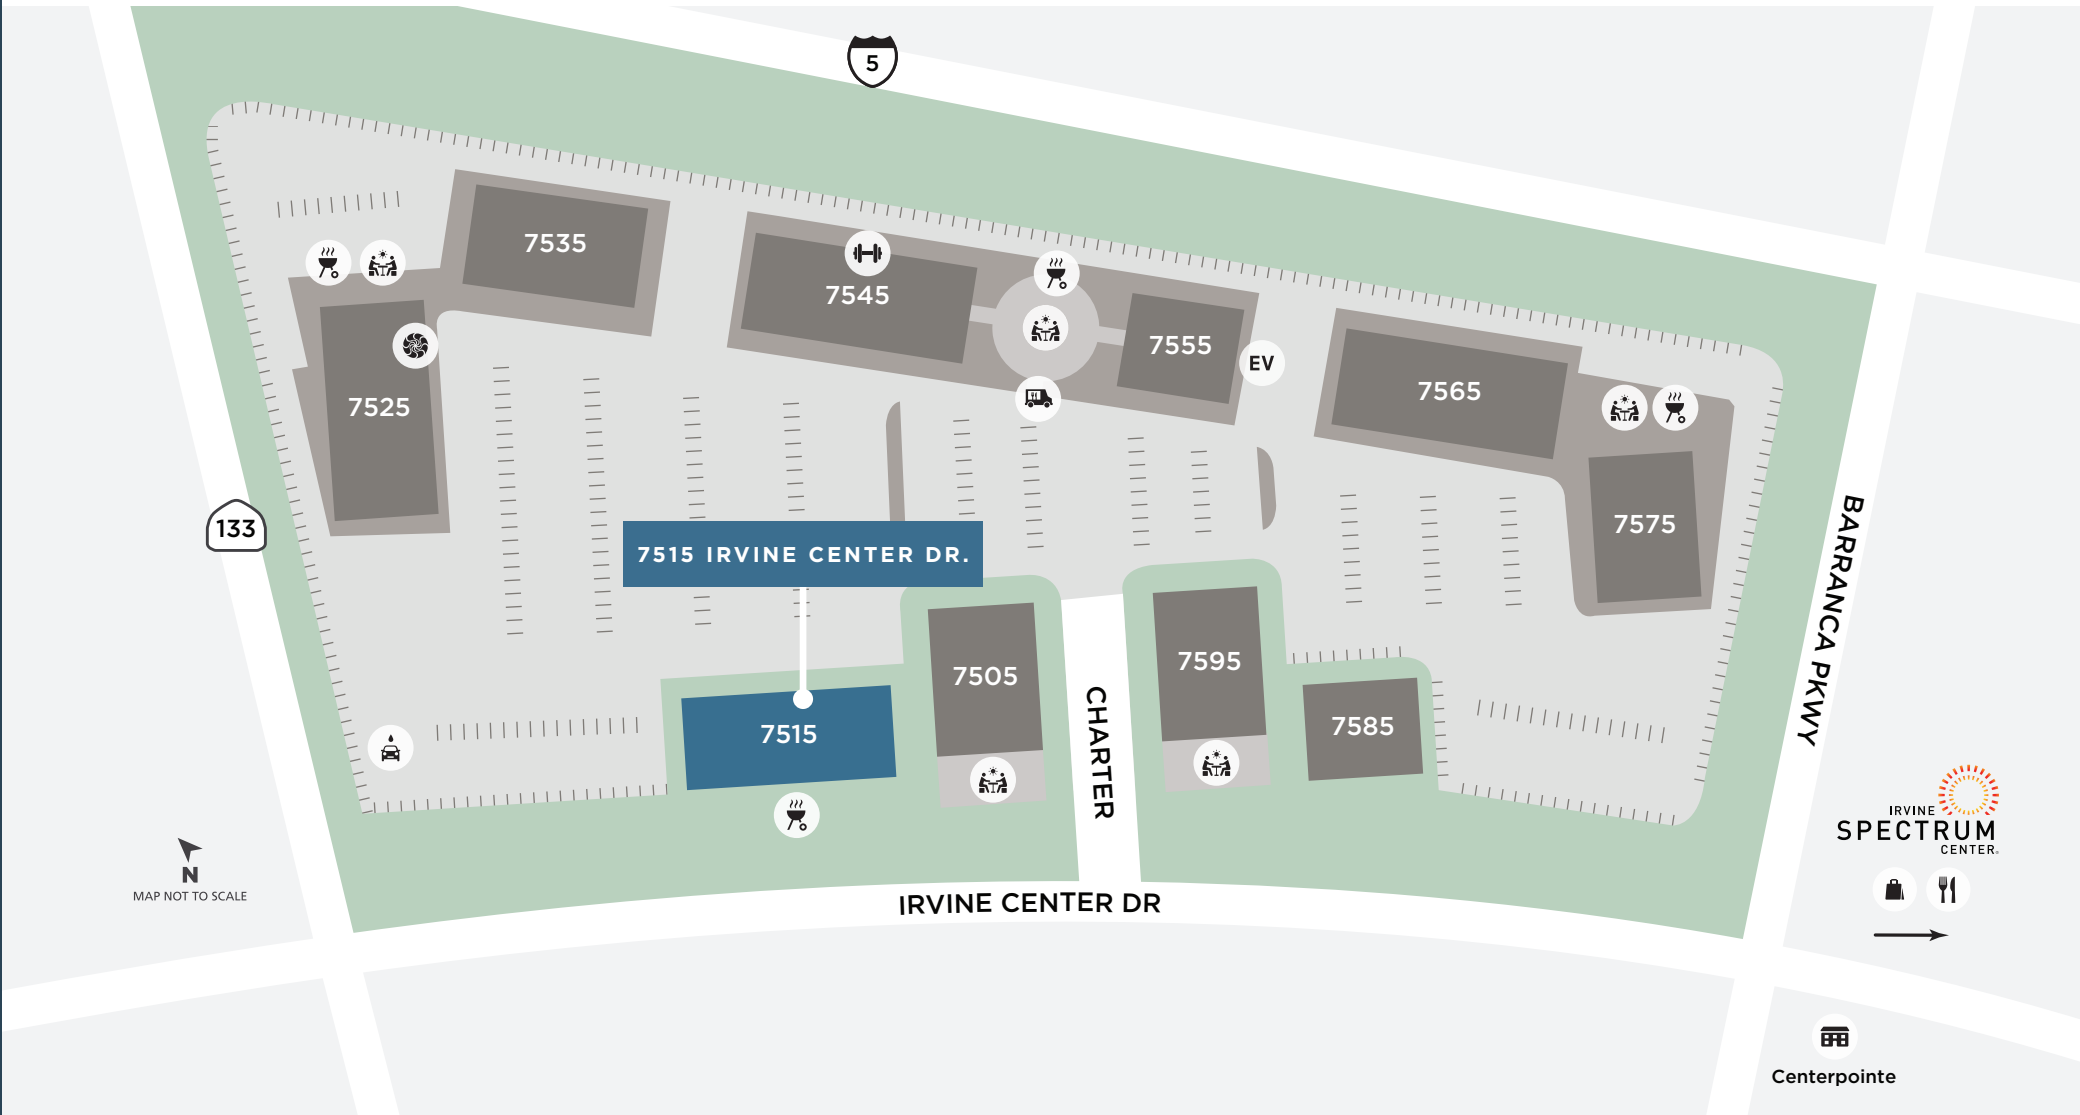 5
7535
7545
7555
EV
7565
7525
133
7575
7515 IRVINE CENTER DR.
7505
7595
7515
7585
CHARTER
BARRANCA PKWY
IRVINE
SPECTRUM
CENTER®
N
MAP NOT TO SCALE
IRVINE CENTER DR
Centerpointe